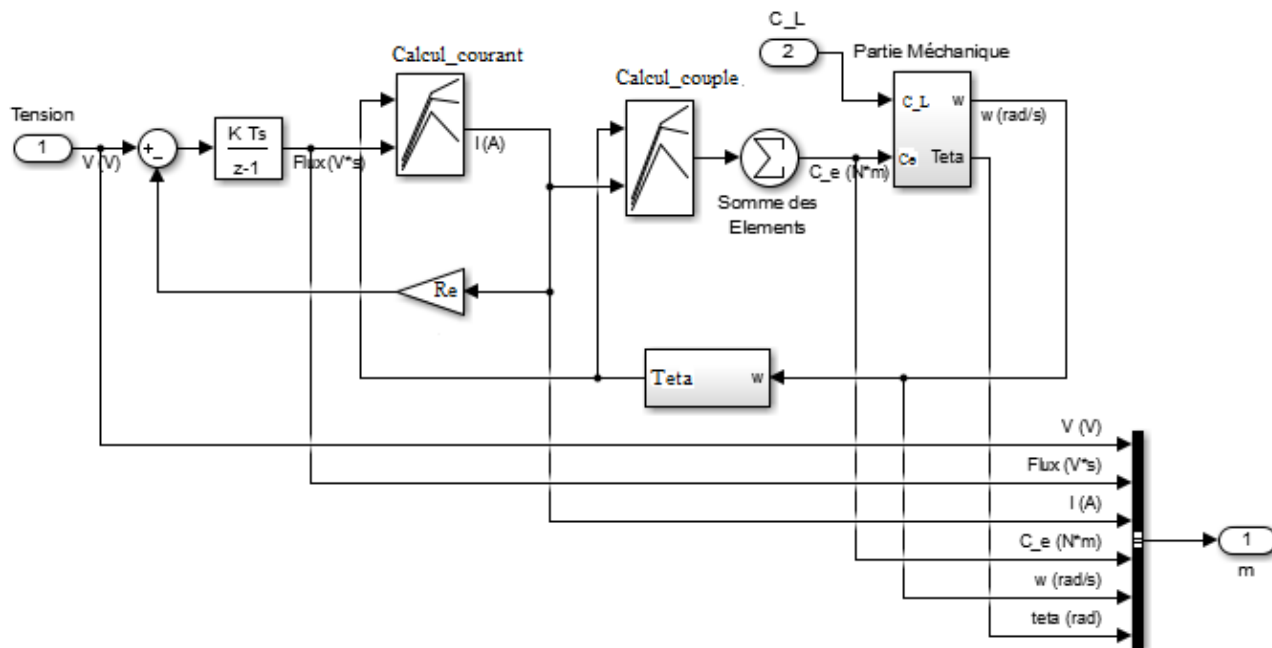 C_L
2
Partie Méchanique
Calcul_courant
Calcul_couple.
Tension
1
V (V)
+
-
K Ts
z-1
Flux (V*s)
I (A)
C_e (N*m)
Somme des
Elements
C_L
w
Ce
Teta
w (rad/s)
Re
Teta
w
V (V)
Flux (V*s)
I (A)
C_e (N*m)
w (rad/s)
teta (rad)
1
m